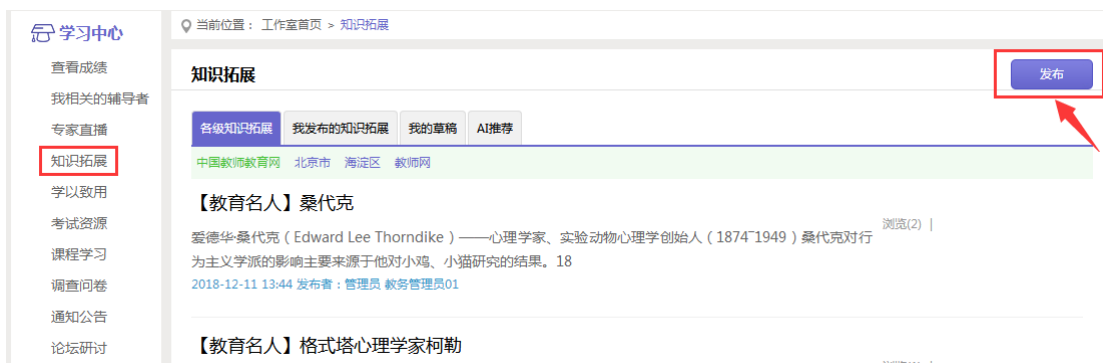 学习中心
当前位置： 工作室首页 > 知识拓展
查看成绩
我相关的辅导者
专家直播
知识拓展
学以致用
考试资源
课程学习
调查问卷
通知公告
论坛研讨
知识拓展
发布
各级知识拓展 我发布的知识拓展 我的草稿 AI推荐
中国教师教育网 北京市 海淀区 教师网
【教育名人】桑代克
浏览(2) |
爱德华·桑代克（Edward Lee Thorndike）——心理学家、实验动物心理学创始人（1874~1949）桑代克对行
为主义学派的影响主要来源于他对小鸡、小猫研究的结果。18
2018-12-11 13:44 发布者：管理员 教务管理员01
【教育名人】格式塔心理学家柯勒